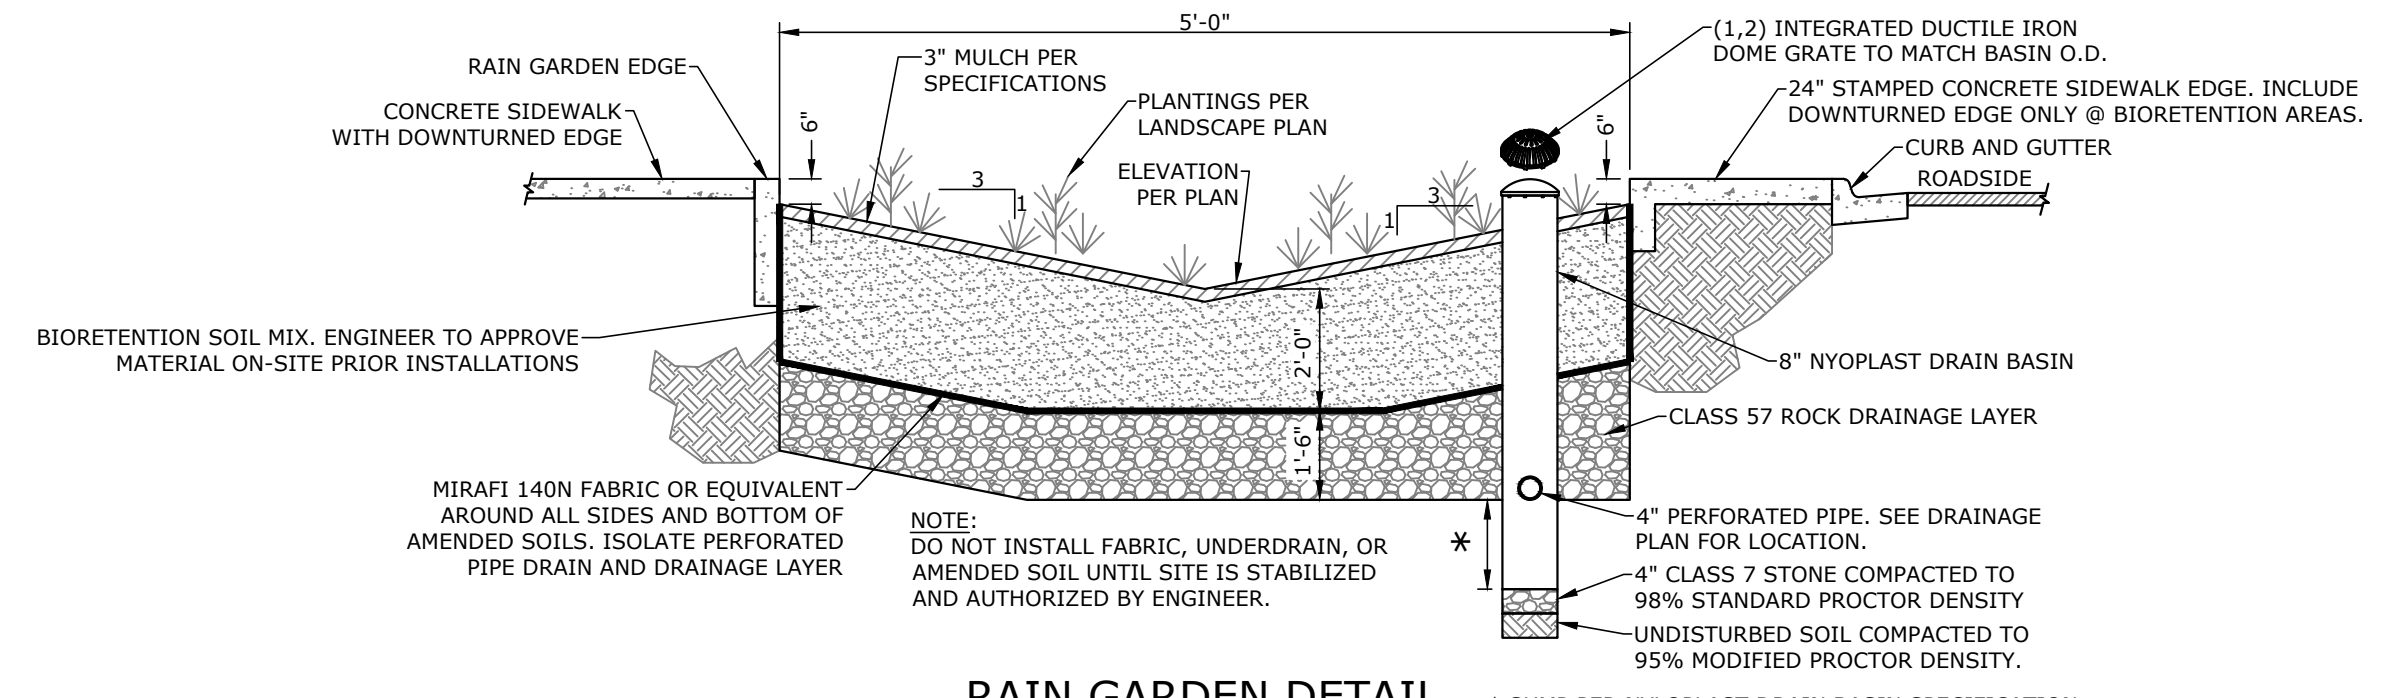 5'-0"
(1,2) INTEGRATED DUCTILE IRON
DOME GRATE TO MATCH BASIN O.D.
RAIN GARDEN EDGE
3" MULCH PER
SPECIFICATIONS
24" STAMPED CONCRETE SIDEWALK EDGE. INCLUDE
DOWNTURNED EDGE ONLY @ BIORETENTION AREAS.
CONCRETE SIDEWALK
WITH DOWNTURNED EDGE
6"
PLANTINGS PER
LANDSCAPE PLAN
6"
CURB AND GUTTER
ROADSIDE
ELEVATION
PER PLAN
3
1
3
1
BIORETENTION SOIL MIX. ENGINEER TO APPROVE
MATERIAL ON-SITE PRIOR INSTALLATIONS
2'-0"
8" NYOPLAST DRAIN BASIN
CLASS 57 ROCK DRAINAGE LAYER
1'-6"
MIRAFI 140N FABRIC OR EQUIVALENT
AROUND ALL SIDES AND BOTTOM OF
AMENDED SOILS. ISOLATE PERFORATED
PIPE DRAIN AND DRAINAGE LAYER
NOTE:
DO NOT INSTALL FABRIC, UNDERDRAIN, OR
AMENDED SOIL UNTIL SITE IS STABILIZED
AND AUTHORIZED BY ENGINEER.
*
4" PERFORATED PIPE. SEE DRAINAGE
PLAN FOR LOCATION.
4" CLASS 7 STONE COMPACTED TO
98% STANDARD PROCTOR DENSITY
UNDISTURBED SOIL COMPACTED TO
95% MODIFIED PROCTOR DENSITY.
RAIN GARDEN DETAIL